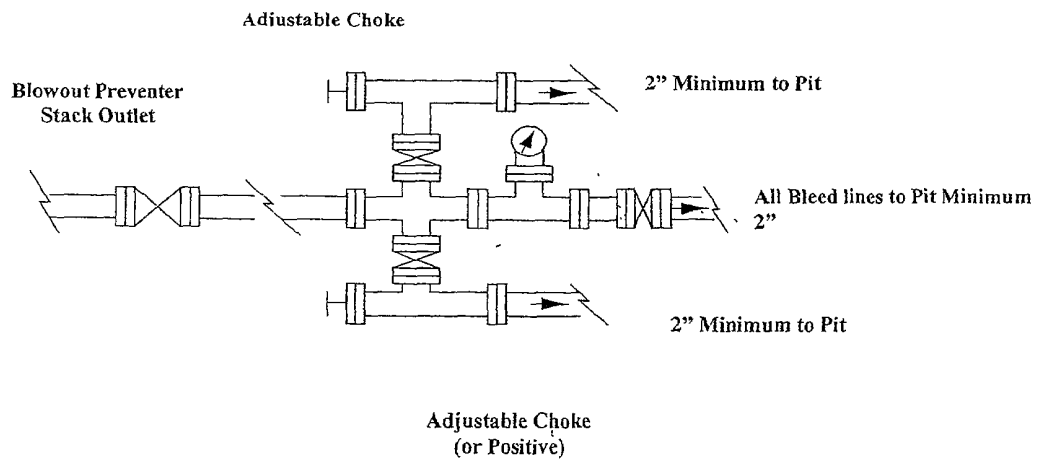 Adjustable Choke
Blowout Preventer
Stack Outlet
2” Minimum to Pit
All Bleed lines to Pit Minimum
2”
2” Minimum to Pit
Adjustable Choke
(or Positive)